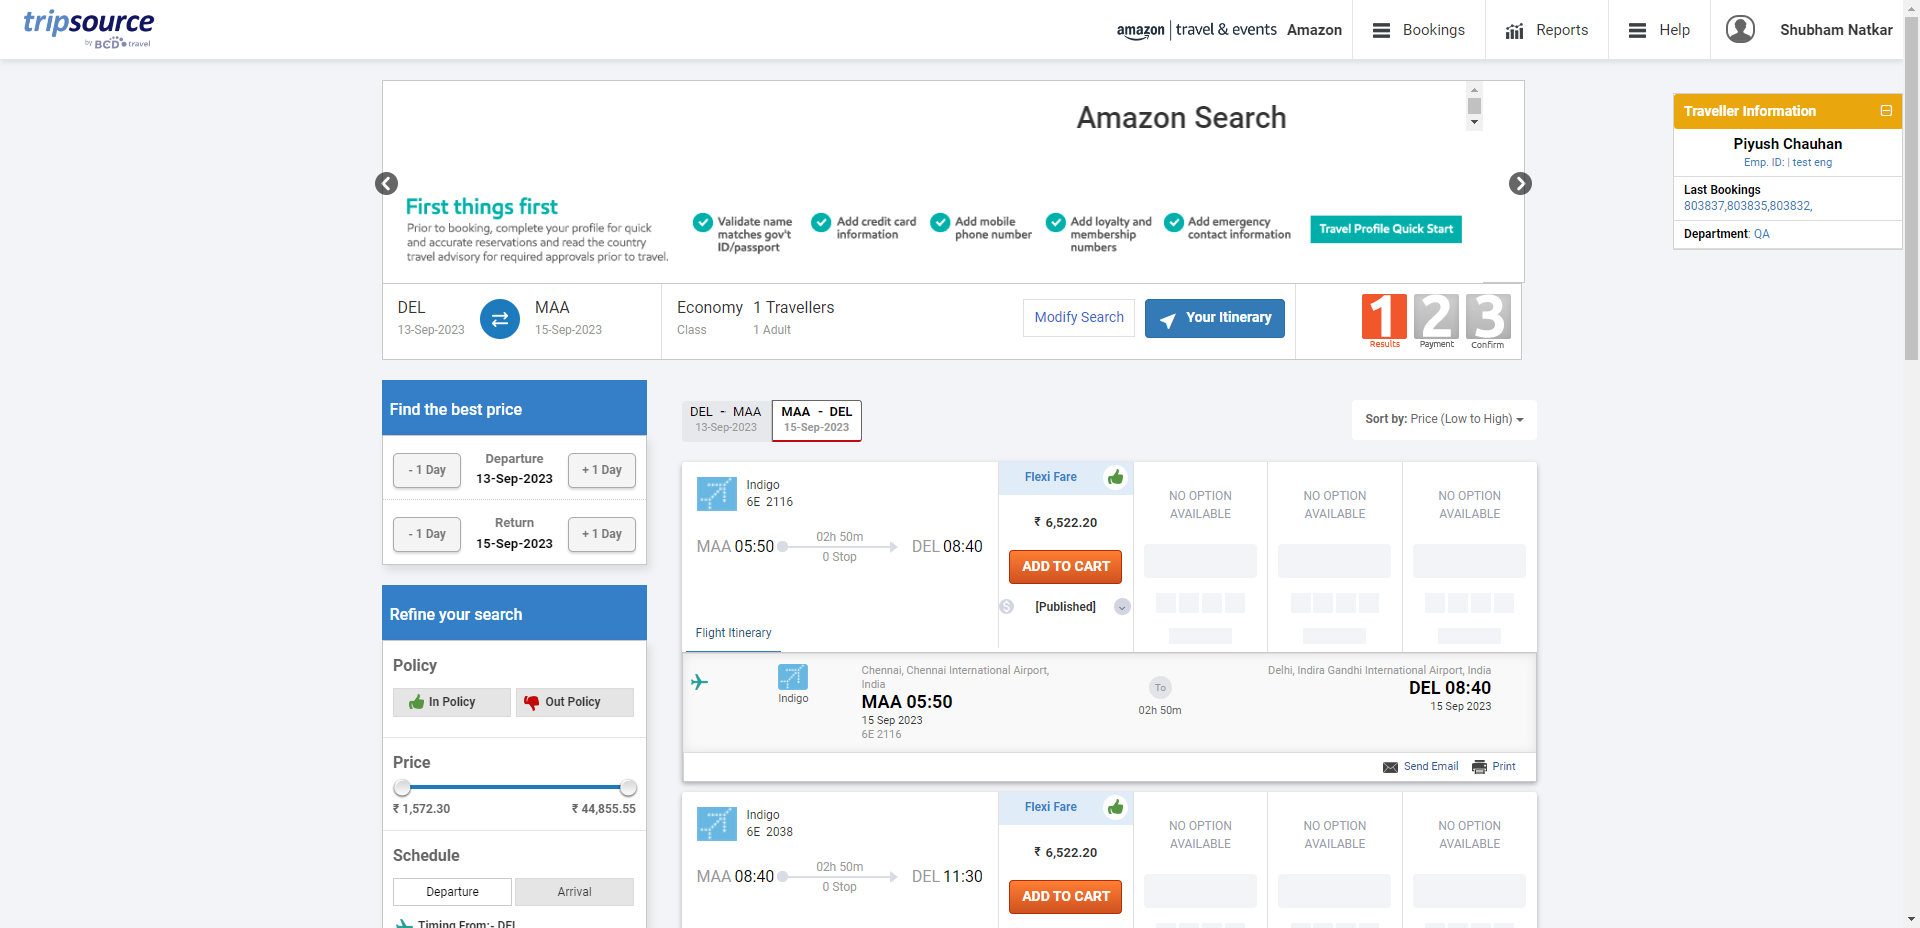 tripsource
by BCD travel
amazon | travel & events Amazon
Bookings
Reports
Help
Shubham Natkar
Amazon Search
First things first
Prior to booking, complete your profile for quick
and accurate reservations and read the country
travel advisory for required approvals prior to travel.
Validate name
matches gov't
ID/passport
Add credit card
information
Add mobile
phone number
Add loyalty and
membership
numbers
Add emergency
contact information
Travel Profile Quick Start
Traveller Information
Piyush Chauhan
Emp. ID: | test eng
Last Bookings
803837,803835,803832,
Department: QA
DEL
13-Sep-2023
MAA
15-Sep-2023
Economy
Class
1 Travellers
1 Adult
Modify Search
Your Itinerary
1
Results
2
Payment
3
Confirm
Find the best price
- 1 Day
Departure
13-Sep-2023
+ 1 Day
- 1 Day
Return
15-Sep-2023
+ 1 Day
Refine your search
Policy
In Policy
Out Policy
Price
₹ 1,572.30
₹ 44,855.55
Schedule
Departure
Arrival
Timing From:- DEL
DEL - MAA
13-Sep-2023
MAA - DEL
15-Sep-2023
Sort by: Price (Low to High)
Indigo
6E 2116
MAA 05:50
02h 50m
0 Stop
DEL 08:40
Flight Itinerary
Flexi Fare
₹ 6,522.20
ADD TO CART
$
[Published]
NO OPTION
AVAILABLE
NO OPTION
AVAILABLE
NO OPTION
AVAILABLE
Indigo
Chennai, Chennai International Airport,
India
MAA 05:50
15 Sep 2023
6E 2116
To
02h 50m
Delhi, Indira Gandhi International Airport, India
DEL 08:40
15 Sep 2023
Send Email
Print
Indigo
6E 2038
MAA 08:40
02h 50m
0 Stop
DEL 11:30
Flexi Fare
₹ 6,522.20
ADD TO CART
NO OPTION
AVAILABLE
NO OPTION
AVAILABLE
NO OPTION
AVAILABLE